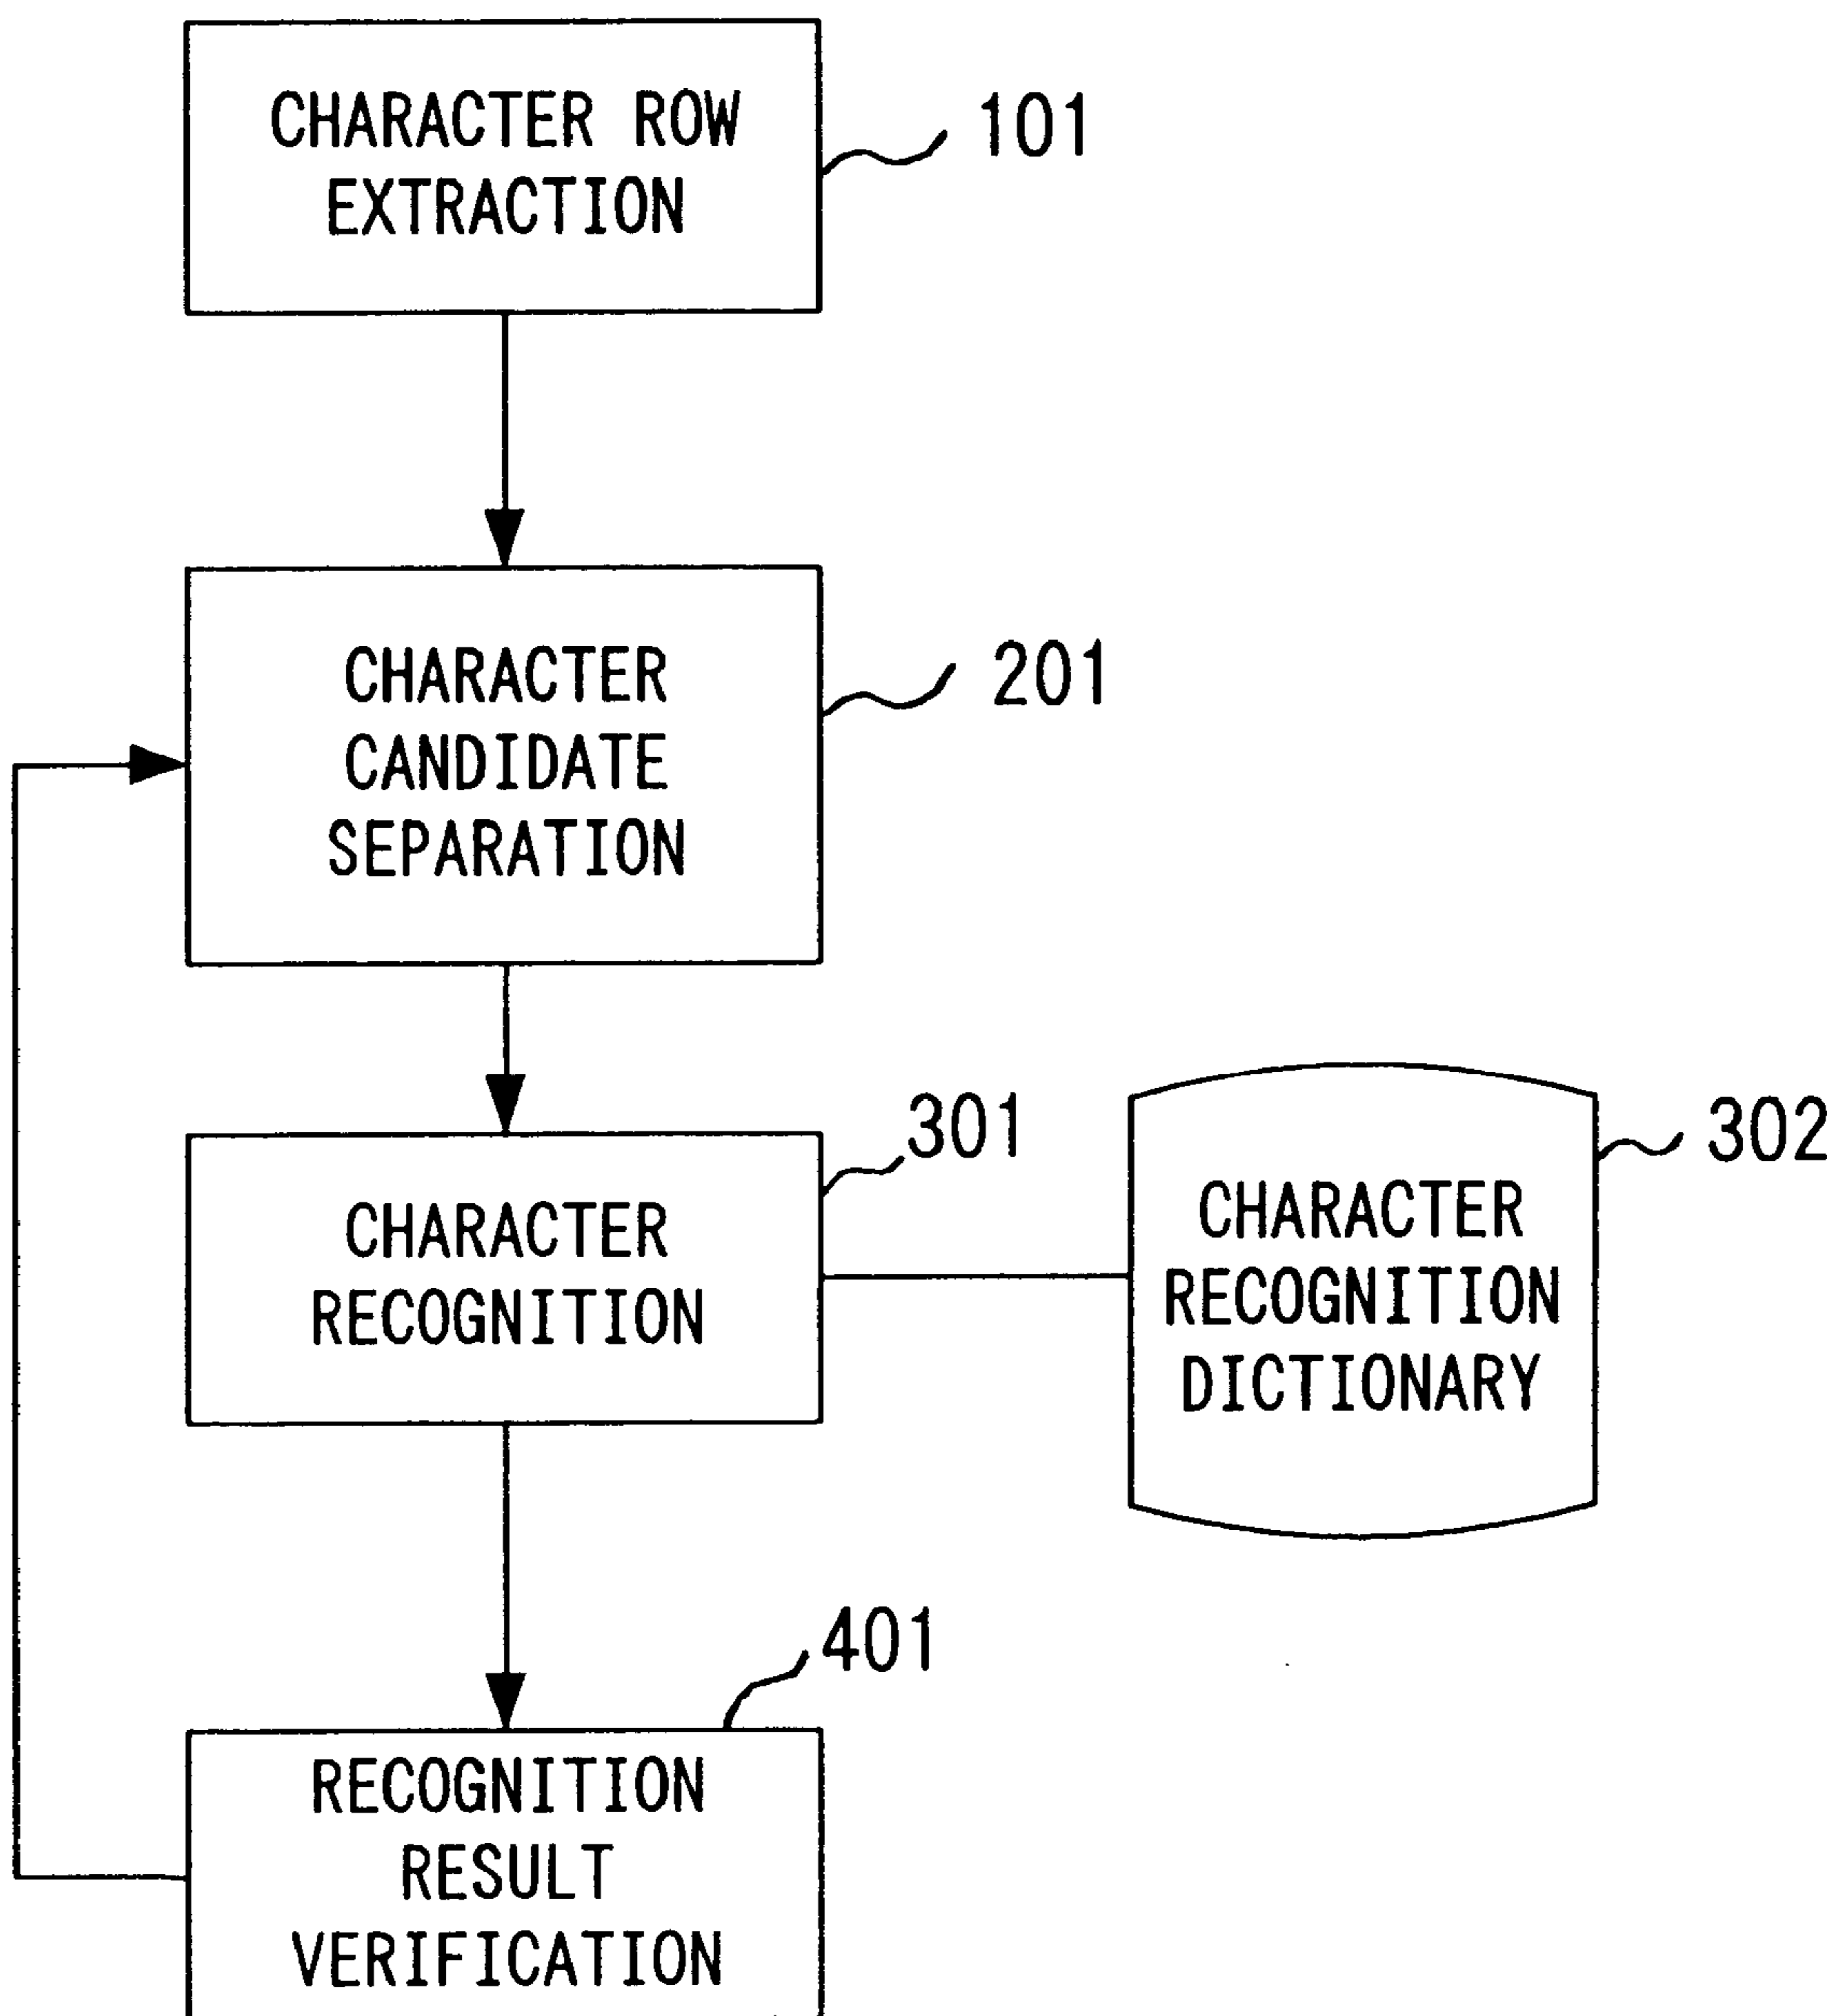 CHARACTER ROW
EXTRACTION
101
CHARACTER
CANDIDATE
SEPARATION
201
CHARACTER
RECOGNITION
301
CHARACTER
RECOGNITION
DICTIONARY
302
RECOGNITION
RESULT
VERIFICATION
401